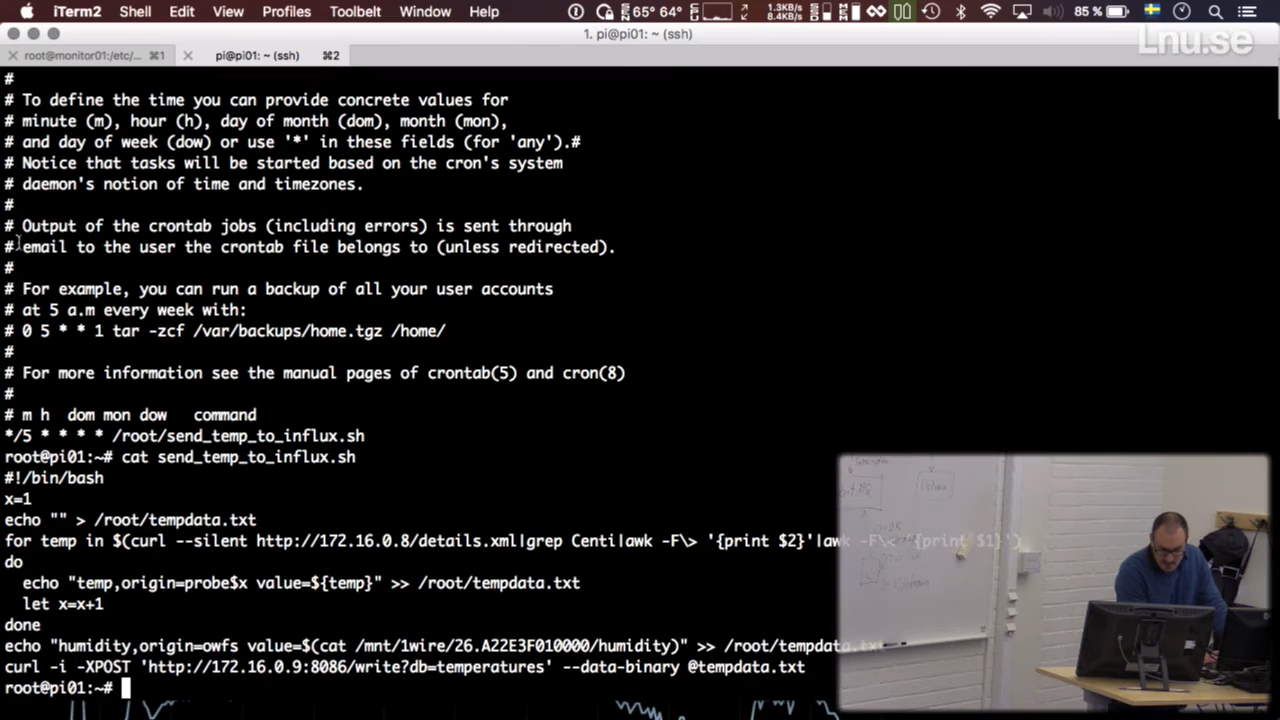 iTerm2 Shell Edit View Profiles Toolbelt Window Help 65° 64° 1.3KB/s 8.4KB/s 85 %
1. pi@pi01: ~ (ssh)
Lnu.se
root@monitor01:/etc/... ⌘1 pi@pi01: ~ (ssh) ⌘2
#
# To define the time you can provide concrete values for
# minute (m), hour (h), day of month (dom), month (mon),
# and day of week (dow) or use '*' in these fields (for 'any').#
# Notice that tasks will be started based on the cron's system
# daemon's notion of time and timezones.
#
# Output of the crontab jobs (including errors) is sent through
# email to the user the crontab file belongs to (unless redirected).
#
# For example, you can run a backup of all your user accounts
# at 5 a.m every week with:
# 0 5 * * 1 tar -zcf /var/backups/home.tgz /home/
#
# For more information see the manual pages of crontab(5) and cron(8)
#
# m h  dom mon dow   command
*/5 * * * * /root/send_temp_to_influx.sh
root@pi01:~# cat send_temp_to_influx.sh
#!/bin/bash
x=1
echo "" > /root/tempdata.txt
for temp in $(curl --silent http://172.16.0.8/details.xml|grep Centi|awk -F\> '{print $2}'|awk -F\< '{print $1}')
do
  echo "temp,origin=probe$x value=${temp}" >> /root/tempdata.txt
  let x=x+1
done
echo "humidity,origin=owfs value=$(cat /mnt/1wire/26.A22E3F010000/humidity)" >> /root/tempdata.txt
curl -i -XPOST 'http://172.16.0.9:8086/write?db=temperatures' --data-binary @tempdata.txt
root@pi01:~#